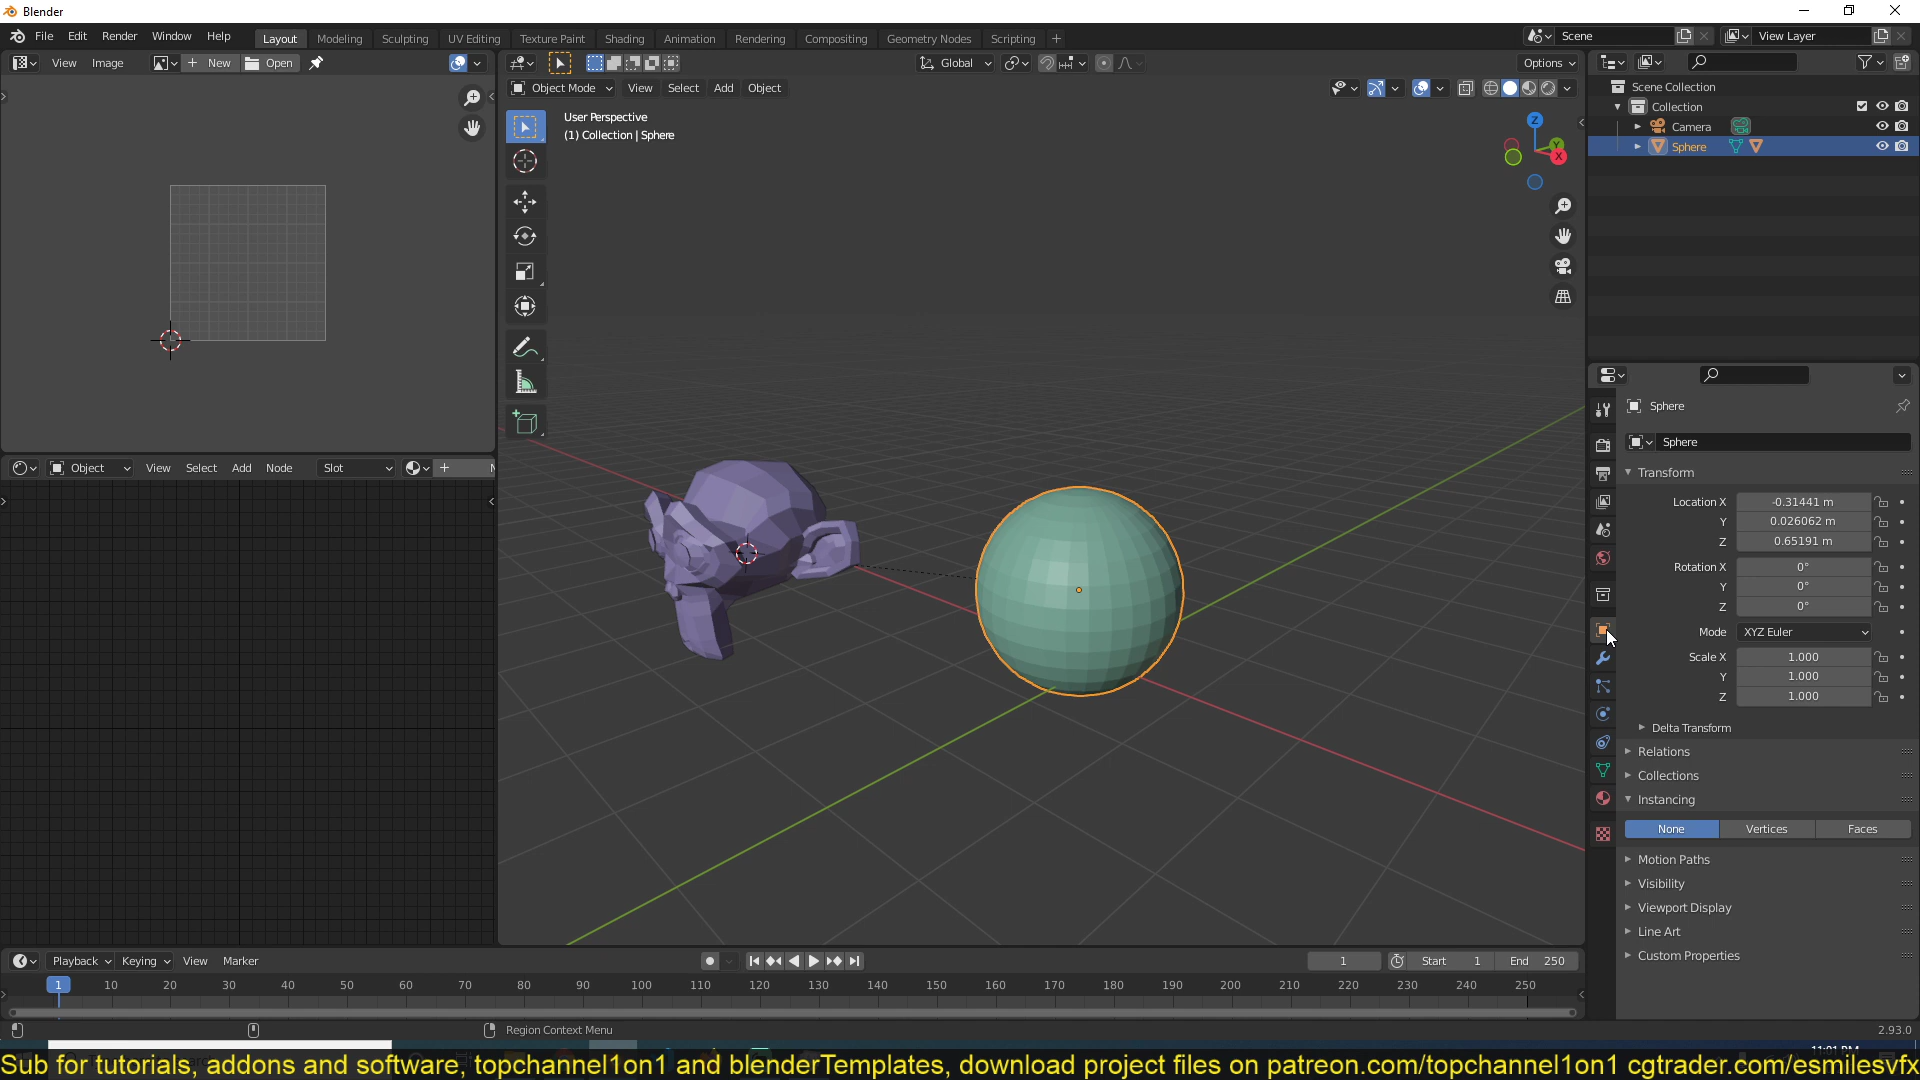 Blender
File Edit Render Window Help Layout Modeling Sculpting UV Editing Texture Paint Shading Animation Rendering Compositing Geometry Nodes Scripting Scene View Layer
View Image New Open
Global Options
Object Mode View Select Add Object
User Perspective
(1) Collection | Sphere
Z
Y
X
Scene Collection
Collection
Camera
Sphere
Sphere
Sphere
Transform
Location X -0.31441 m
Y 0.026062 m
Z 0.65191 m
Rotation X 0°
Y 0°
Z 0°
Mode XYZ Euler
Scale X 1.000
Y 1.000
Z 1.000
Delta Transform
Relations
Collections
Instancing
None Vertices Faces
Motion Paths
Visibility
Viewport Display
Line Art
Custom Properties
Object View Select Add Node Slot
Playback Keying View Marker 1 Start 1 End 250
1 10 20 30 40 50 60 70 80 90 100 110 120 130 140 150 160 170 180 190 200 210 220 230 240 250
Region Context Menu 2.93.0
11:01 PM
Sub for tutorials, addons and software, topchannel1on1 and blenderTemplates, download project files on patreon.com/topchannel1on1 cgtrader.com/esmilesvfx